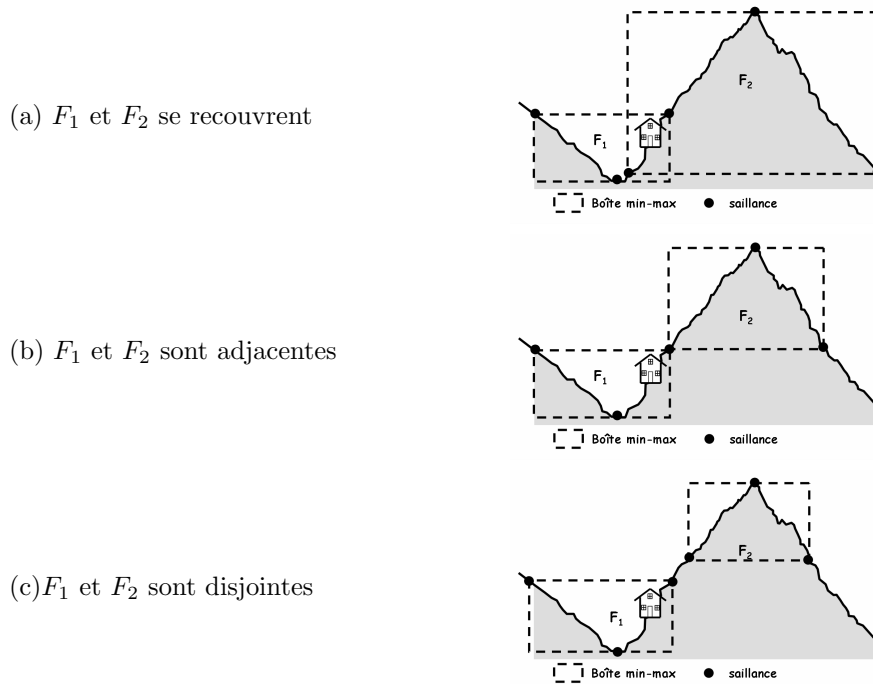 F₂
(a) F₁ et F₂ se recouvrent
F₁
Boîte min-max saillance
F₂
(b) F₁ et F₂ sont adjacentes
F₁
Boîte min-max saillance
F₂
(c)F₁ et F₂ sont disjointes
F₁
Boîte min-max saillance